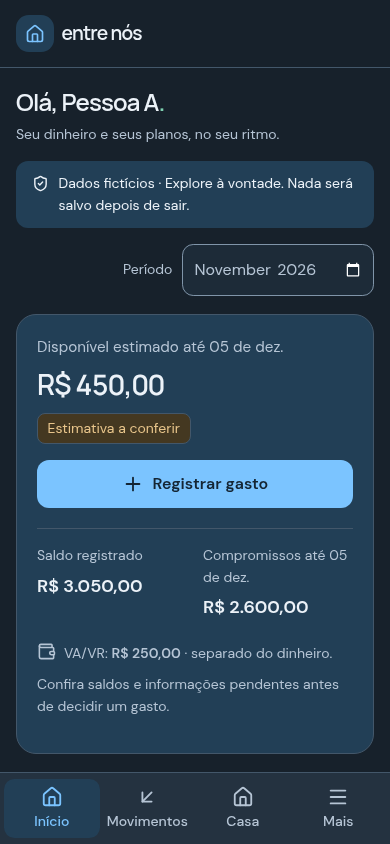 entre nós
Olá, Pessoa A.
Seu dinheiro e seus planos, no seu ritmo.
Dados fictícios · Explore à vontade. Nada será
salvo depois de sair.
Período
November 2026
Disponível estimado até 05 de dez.
R$ 450,00
Estimativa a conferir
Registrar gasto
Saldo registrado
R$ 3.050,00
Compromissos até 05
de dez.
R$ 2.600,00
VA/VR: R$ 250,00 · separado do dinheiro.
Confira saldos e informações pendentes antes
de decidir um gasto.
Início
Movimentos
Casa
Mais